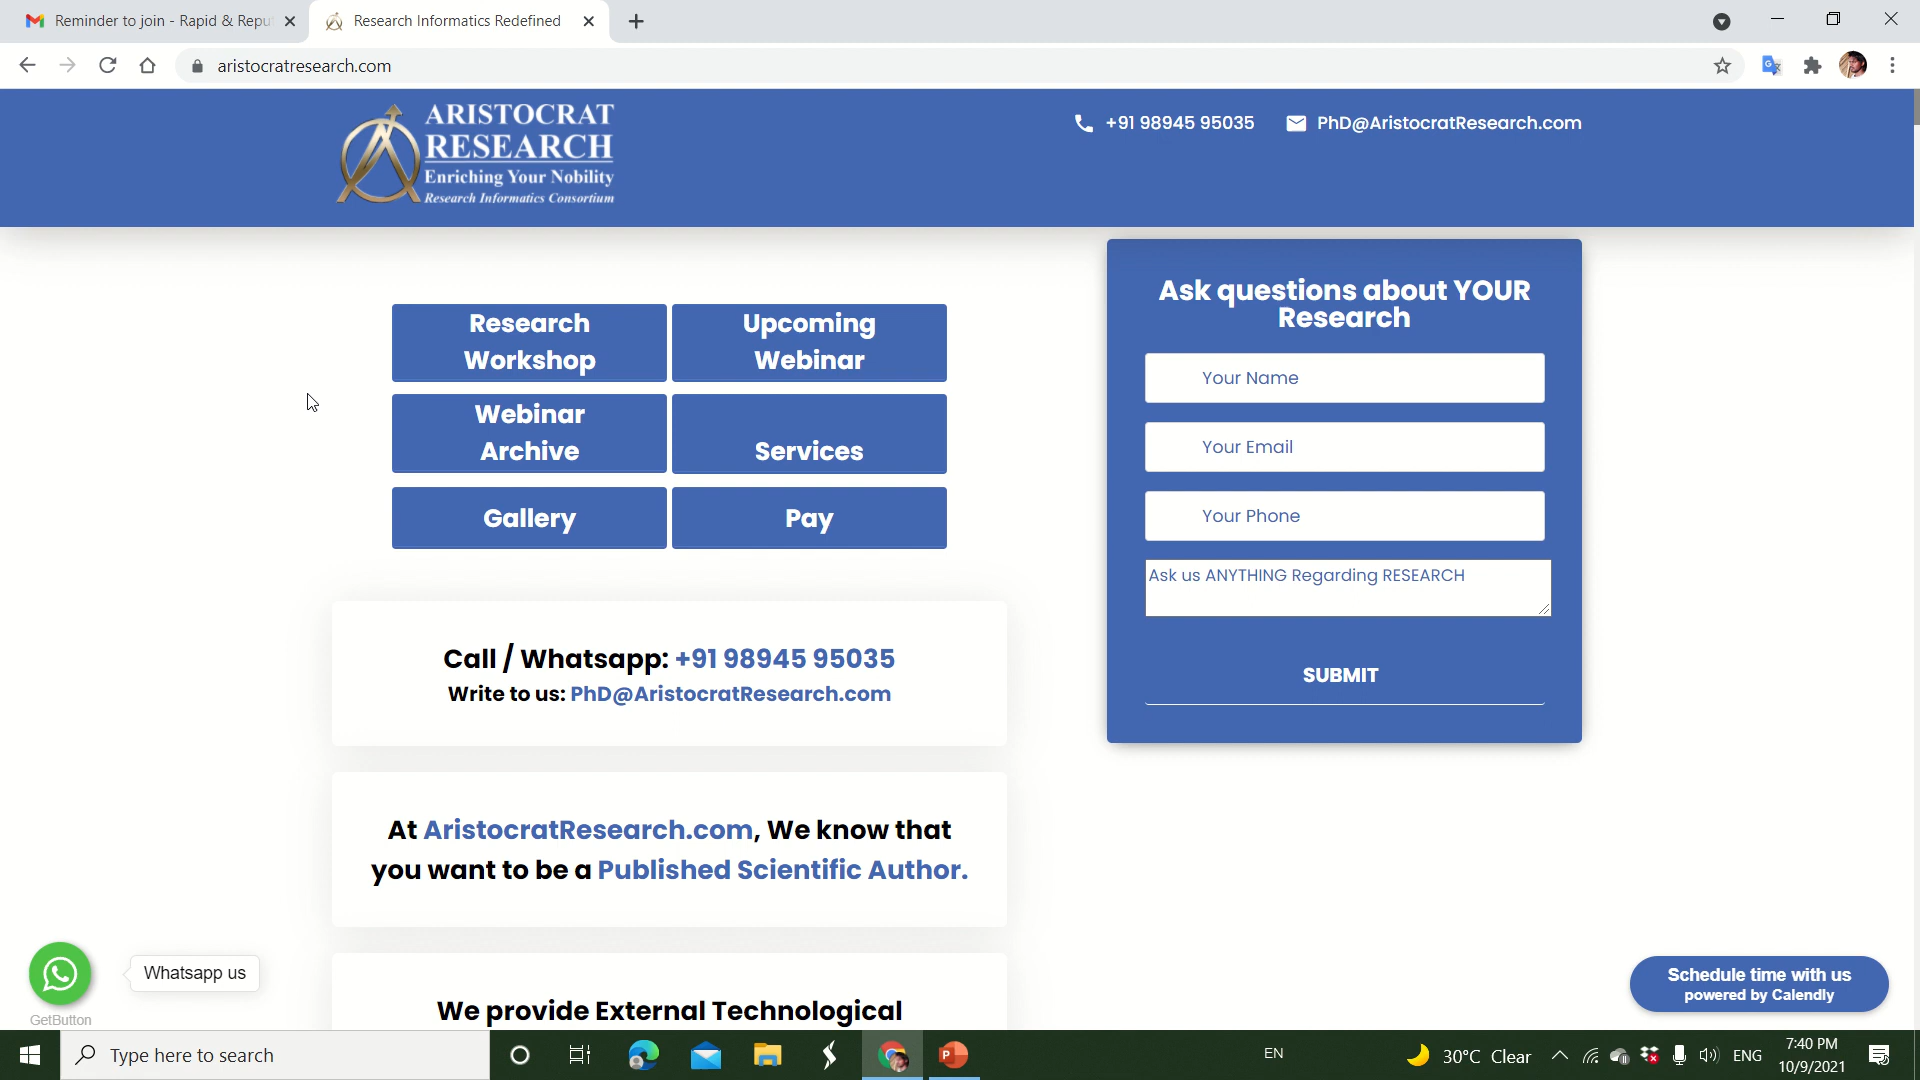 Reminder to join - Rapid & Repu
Research Informatics Redefined
aristocratresearch.com
ARISTOCRAT
RESEARCH
Enriching Your Nobility
Research Informatics Consortium
+91 98945 95035
PhD@AristocratResearch.com
Research
Workshop
Upcoming
Webinar
Webinar
Archive
Services
Gallery
Pay
Ask questions about YOUR
Research
Your Name
Your Email
Your Phone
Ask us ANYTHING Regarding RESEARCH
SUBMIT
Call / Whatsapp: +91 98945 95035
Write to us: PhD@AristocratResearch.com
At AristocratResearch.com, We know that
you want to be a Published Scientific Author.
We provide External Technological
Whatsapp us
GetButton
Schedule time with us
powered by Calendly
Type here to search
EN
30°C Clear
ENG
7:40 PM
10/9/2021